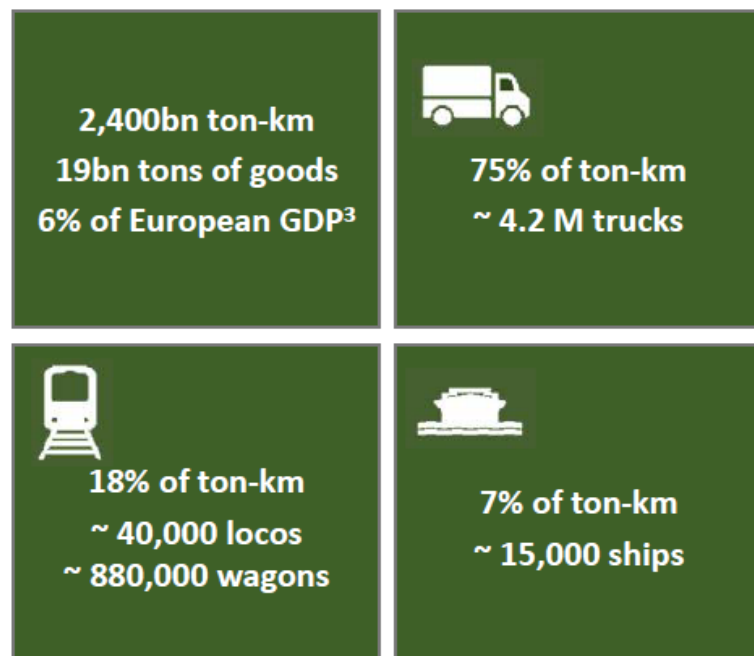 2,400bn ton-km
19bn tons of goods
6% of European GDP³
75% of ton-km
~ 4.2 M trucks
18% of ton-km
~ 40,000 locos
~ 880,000 wagons
7% of ton-km
~ 15,000 ships